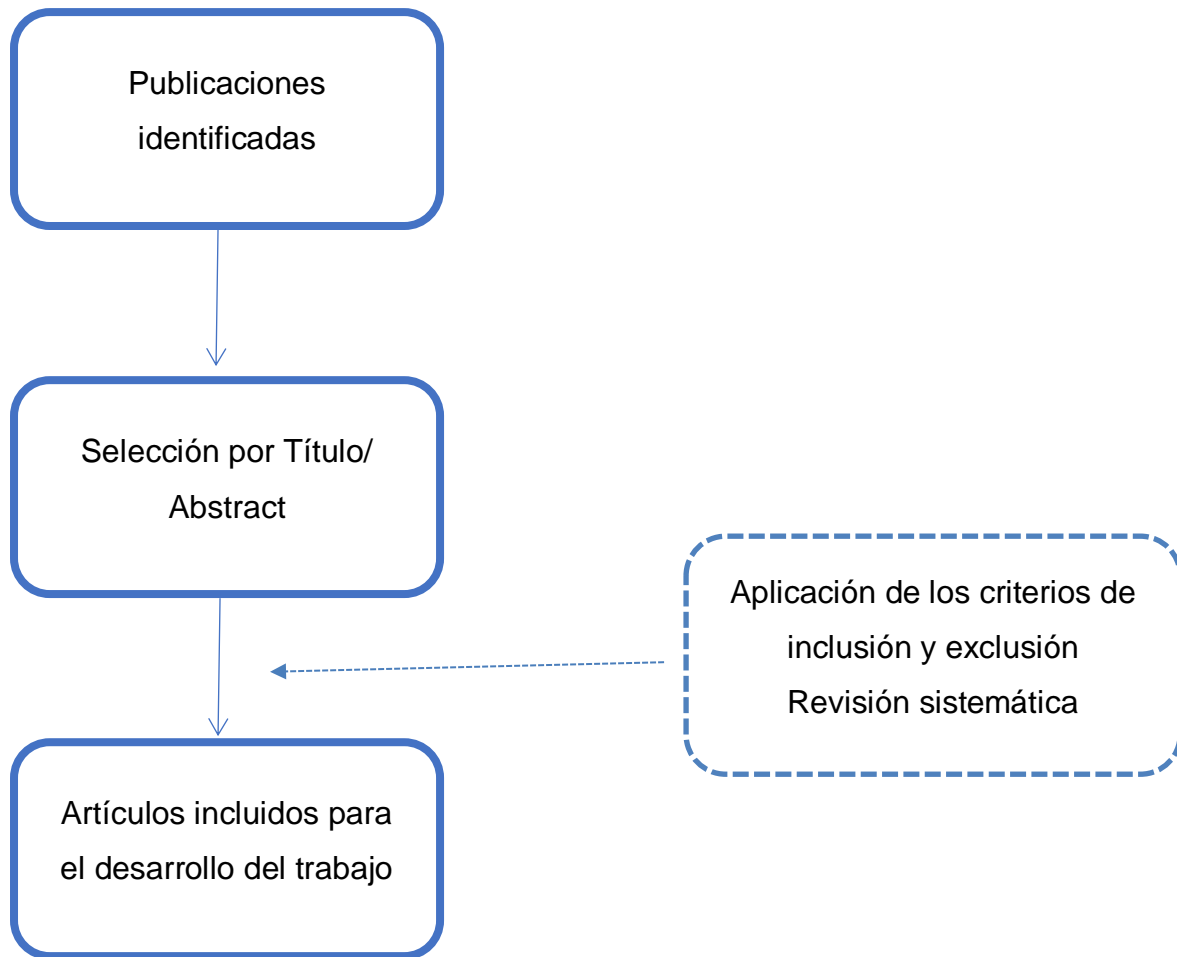 Publicaciones
identificadas
Selección por Título/
Abstract
Aplicación de los criterios de
inclusión y exclusión
Revisión sistemática
Artículos incluidos para
el desarrollo del trabajo